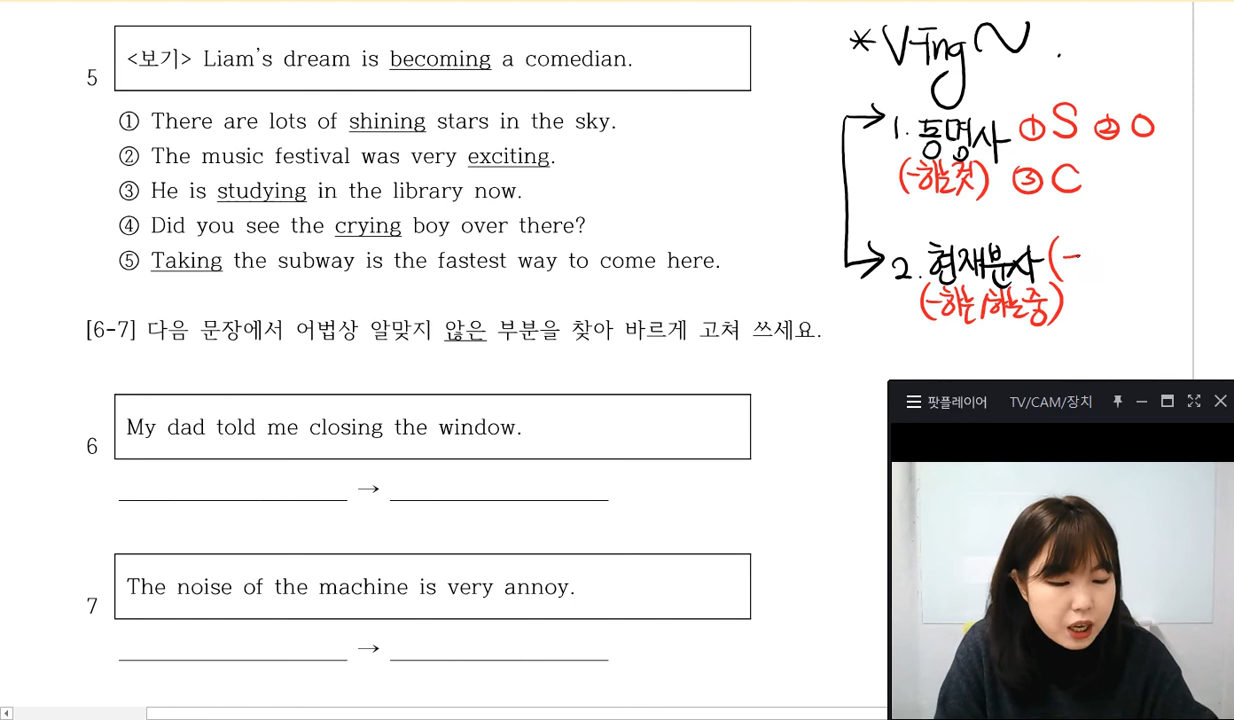 <보기> Liam's dream is becoming a comedian.
5
① There are lots of shining stars in the sky.
② The music festival was very exciting.
③ He is studying in the library now.
④ Did you see the crying boy over there?
⑤ Taking the subway is the fastest way to come here.
[6-7] 다음 문장에서 어법상 알맞지 않은 부분을 찾아 바르게 고쳐 쓰세요.
My dad told me closing the window.
6
→
The noise of the machine is very annoy.
7
→
* V-ing ~
1. 동명사 ① S ② O
(-하는것) ③ C
2. 현재분사 (-
(-하는/하는중)
팟플레이어 TV/CAM/장치